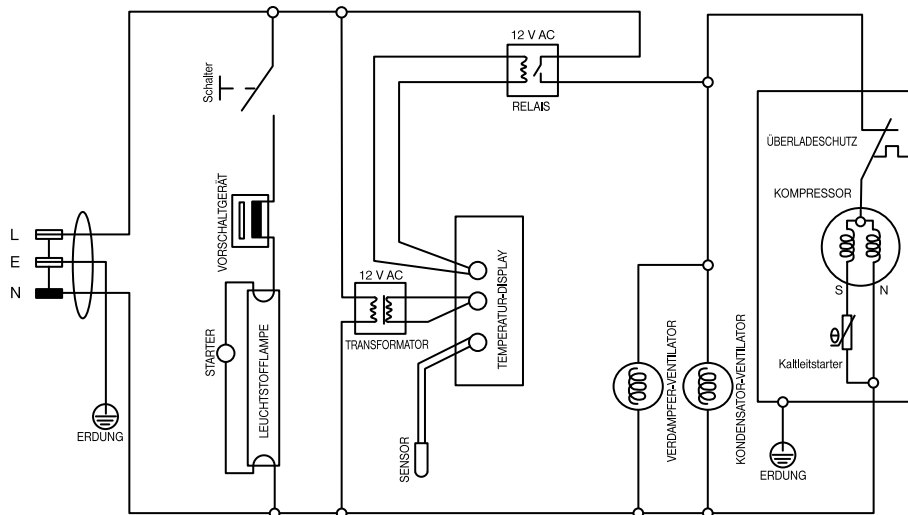 12 V AC
RELAIS
Schalter
ÜBERLADESCHUTZ
KOMPRESSOR
VORSCHALTGERÄT
L
E
N
12 V AC
TRANSFORMATOR
TEMPERATUR-DISPLAY
S
N
STARTER
LEUCHTSTOFFLAMPE
VERDAMPFER-VENTILATOR
KONDENSATOR-VENTILATOR
Kaltleitstarter
ERDUNG
SENSOR
ERDUNG